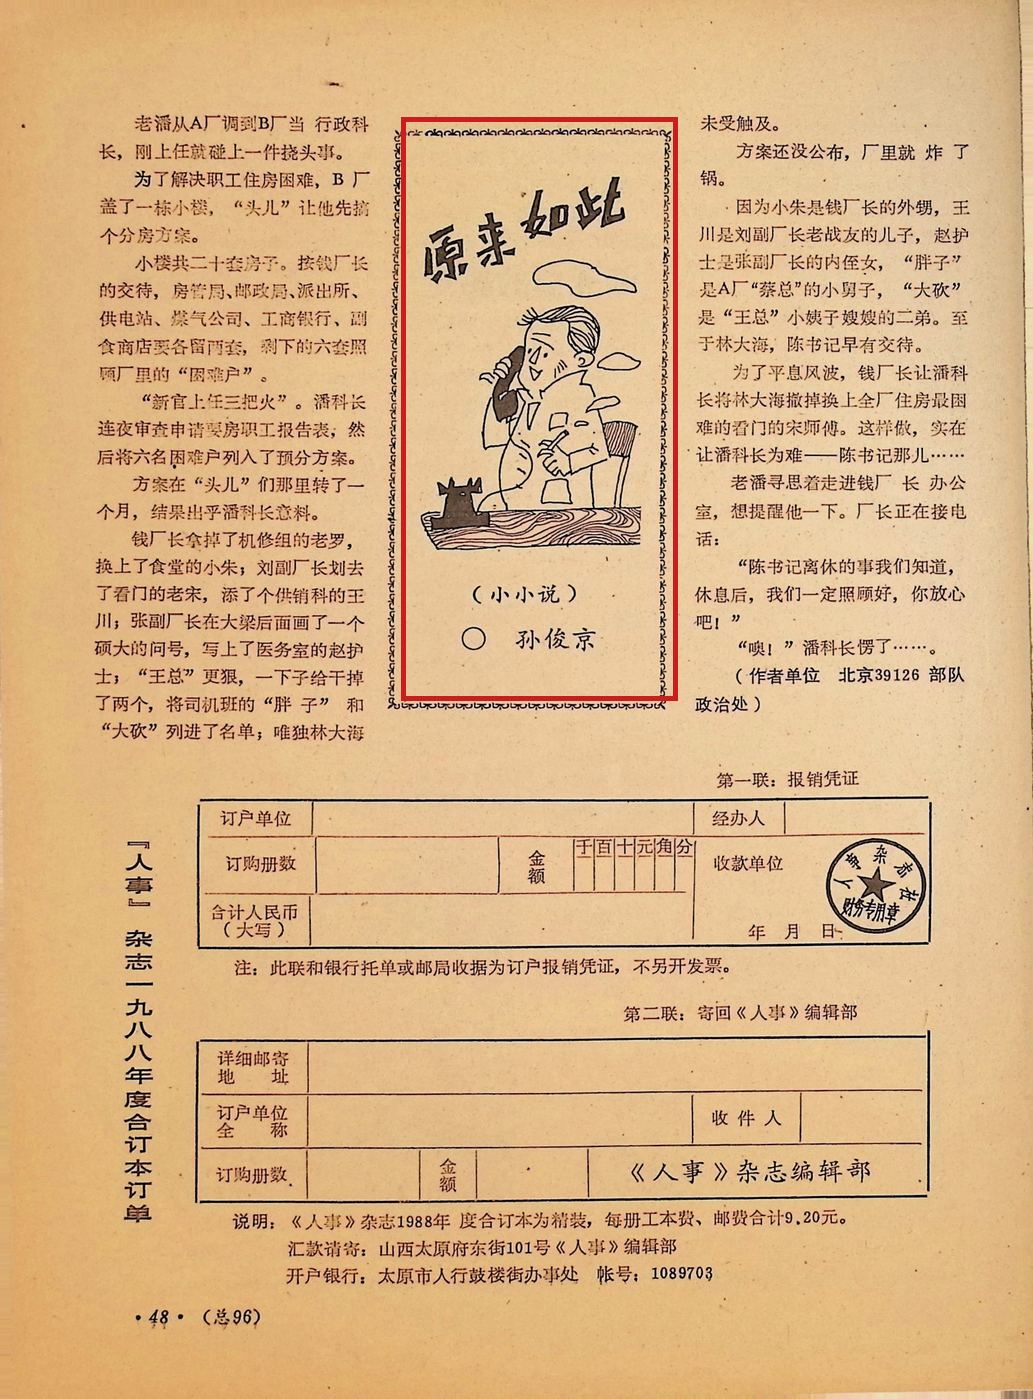 老潘从A厂调到B厂当 行政科
长，刚上任就碰上一件挠头事。
为了解决职工住房困难，B 厂
盖了一栋小楼，“头儿”让他先搞
个分房方案。
小楼共二十套房子。按钱厂长
的交待，房管局、邮政局、派出所、
供电站、煤气公司、工商银行、副
食商店要各留两套，剩下的六套照
顾厂里的“困难户”。
“新官上任三把火”。潘科长
连夜审查申请要房职工报告表，然
后将六名困难户列入了预分方案。
方案在“头儿”们那里转了一
个月，结果出乎潘科长意料。
钱厂长拿掉了机修组的老罗，
换上了食堂的小朱；刘副厂长划去
了看门的老宋，添了个供销科的王
川；张副厂长在大梁后面画了一个
硕大的问号，写上了医务室的赵护
士；“王总”更狠，一下子给干掉
了两个，将司机班的“胖 子” 和
“大砍”列进了名单；唯独林大海
原来如此
（小小说）
○ 孙俊京
未受触及。
方案还没公布，厂里就 炸 了
锅。
因为小朱是钱厂长的外甥，王
川是刘副厂长老战友的儿子，赵护
士是张副厂长的内侄女，“胖子”
是A厂“蔡总”的小舅子，“大砍”
是“王总”小姨子嫂嫂的二弟。至
于林大海，陈书记早有交待。
为了平息风波，钱厂长让潘科
长将林大海撤掉换上全厂住房最困
难的看门的宋师傅。这样做，实在
让潘科长为难——陈书记那儿……
老潘寻思着走进钱厂 长 办公
室，想提醒他一下。厂长正在接电
话：
“陈书记离休的事我们知道，
休息后，我们一定照顾好，你放心
吧！”
“噢！”潘科长愣了……。
（作者单位 北京39126 部队
政治处）
『人事』杂志一九八八年度合订本订单
第一联：报销凭证
订户单位
经办人
订购册数
金额
千百十元角分
收款单位
人事杂志社
财务专用章
合计人民币
（大写）
年 月 日
注：此联和银行托单或邮局收据为订户报销凭证，不另开发票。
第二联：寄回《人事》编辑部
详细邮寄
地 址
订户单位
全 称
收 件 人
订购册数
金额
《人事》杂志编辑部
说明：《人事》杂志1988年 度合订本为精装，每册工本费、邮费合计9.20元。
汇款请寄：山西太原府东街101号《人事》编辑部
开户银行：太原市人行鼓楼街办事处 帐号：1089703
·48·（总96）